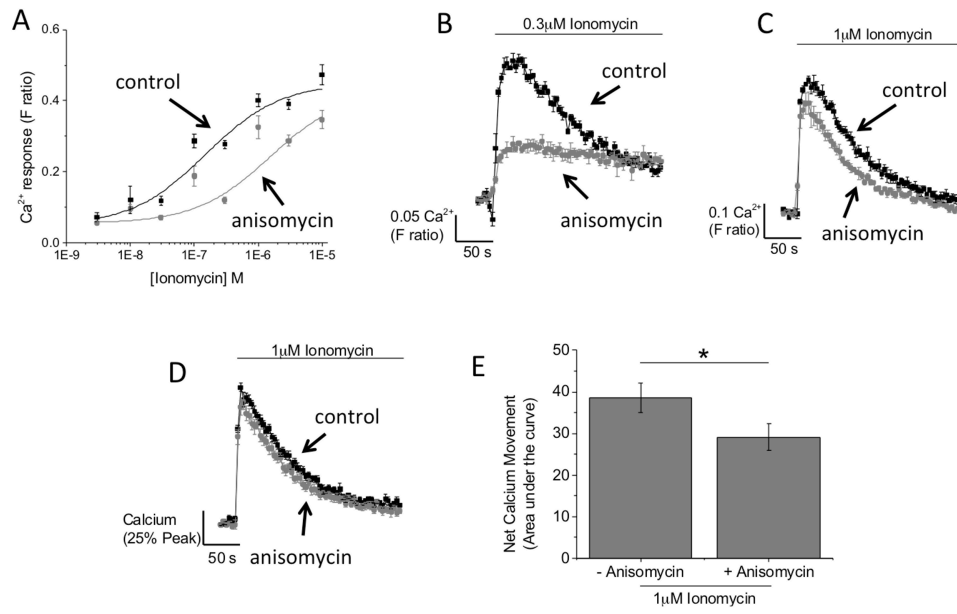 A
Ca²⁺ response (F ratio)
0.6
0.4
0.2
0.0
1E-9
1E-8
1E-7
1E-6
1E-5
[Ionomycin] M
control
anisomycin
B
0.3µM Ionomycin
control
anisomycin
0.05 Ca²⁺
(F ratio)
50 s
C
1µM Ionomycin
control
anisomycin
0.1 Ca²⁺
(F ratio)
50 s
D
1µM Ionomycin
control
anisomycin
Calcium
(25% Peak)
50 s
E
Net Calcium Movement
(Area under the curve)
50
40
30
20
10
0
*
- Anisomycin
+ Anisomycin
1µM Ionomycin